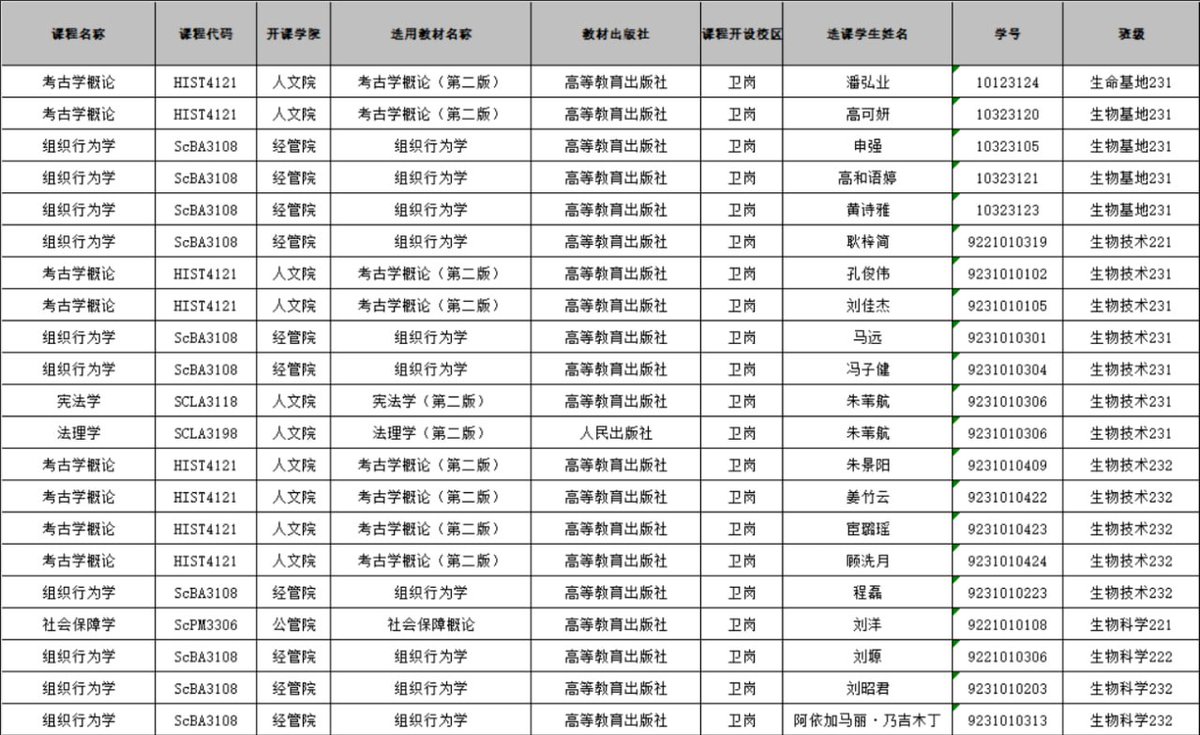 课程名称 课程代码 开课学院 选用教材名称 教材出版社 课程开设校区 选课学生姓名 学号 班级
考古学概论 HIST4121 人文院 考古学概论（第二版） 高等教育出版社 卫岗 潘弘业 10123124 生命基地231
考古学概论 HIST4121 人文院 考古学概论（第二版） 高等教育出版社 卫岗 高可妍 10323120 生物基地231
组织行为学 ScBA3108 经管院 组织行为学 高等教育出版社 卫岗 申强 10323105 生物基地231
组织行为学 ScBA3108 经管院 组织行为学 高等教育出版社 卫岗 高和语婷 10323121 生物基地231
组织行为学 ScBA3108 经管院 组织行为学 高等教育出版社 卫岗 黄诗雅 10323123 生物基地231
组织行为学 ScBA3108 经管院 组织行为学 高等教育出版社 卫岗 耿梓简 9221010319 生物技术221
考古学概论 HIST4121 人文院 考古学概论（第二版） 高等教育出版社 卫岗 孔俊伟 9231010102 生物技术231
考古学概论 HIST4121 人文院 考古学概论（第二版） 高等教育出版社 卫岗 刘佳杰 9231010105 生物技术231
组织行为学 ScBA3108 经管院 组织行为学 高等教育出版社 卫岗 马远 9231010301 生物技术231
组织行为学 ScBA3108 经管院 组织行为学 高等教育出版社 卫岗 冯子健 9231010304 生物技术231
宪法学 SCLA3118 人文院 宪法学（第二版） 高等教育出版社 卫岗 朱苇航 9231010306 生物技术231
法理学 SCLA3198 人文院 法理学（第二版） 人民出版社 卫岗 朱苇航 9231010306 生物技术231
考古学概论 HIST4121 人文院 考古学概论（第二版） 高等教育出版社 卫岗 朱景阳 9231010409 生物技术232
考古学概论 HIST4121 人文院 考古学概论（第二版） 高等教育出版社 卫岗 姜竹云 9231010422 生物技术232
考古学概论 HIST4121 人文院 考古学概论（第二版） 高等教育出版社 卫岗 宦璐瑶 9231010423 生物技术232
考古学概论 HIST4121 人文院 考古学概论（第二版） 高等教育出版社 卫岗 顾洗月 9231010424 生物技术232
组织行为学 ScBA3108 经管院 组织行为学 高等教育出版社 卫岗 程磊 9231010223 生物技术232
社会保障学 ScPM3306 公管院 社会保障概论 高等教育出版社 卫岗 刘洋 9221010108 生物科学221
组织行为学 ScBA3108 经管院 组织行为学 高等教育出版社 卫岗 刘塬 9221010306 生物科学222
组织行为学 ScBA3108 经管院 组织行为学 高等教育出版社 卫岗 刘昭君 9231010203 生物科学232
组织行为学 ScBA3108 经管院 组织行为学 高等教育出版社 卫岗 阿依加马丽·乃吉木丁 9231010313 生物科学232